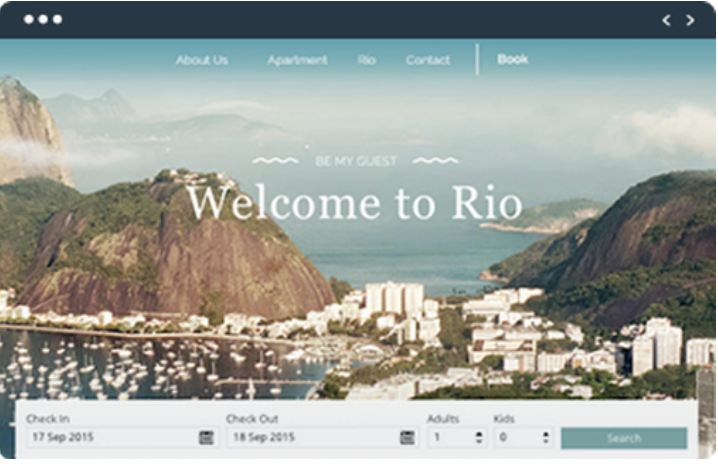 About Us Apartment Rio Contact Book
BE MY GUEST
Welcome to Rio
Check In Check Out Adults Kids
17 Sep 2015 18 Sep 2015 1 0 Search